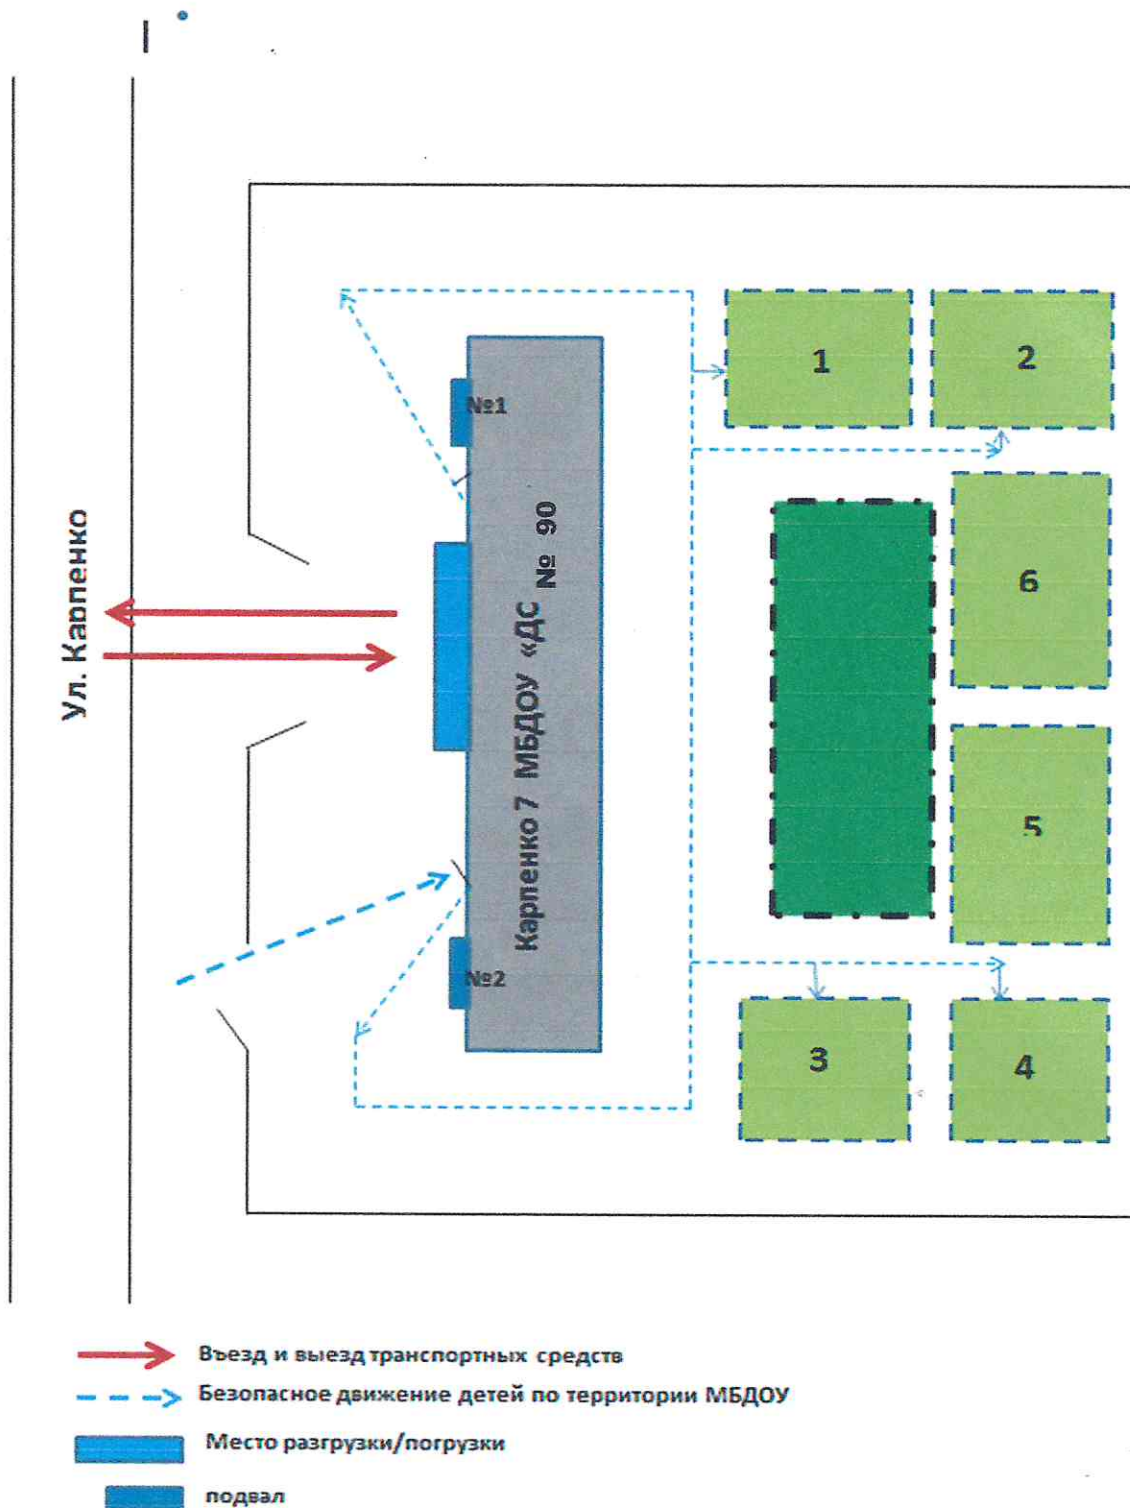 1
2
№1
Ул. Карпенко
Карпенко 7 МБДОУ «ДС № 90
6
5
№2
3
4
Въезд и выезд транспортных средств
Безопасное движение детей по территории МБДОУ
Место разгрузки/погрузки
подвал